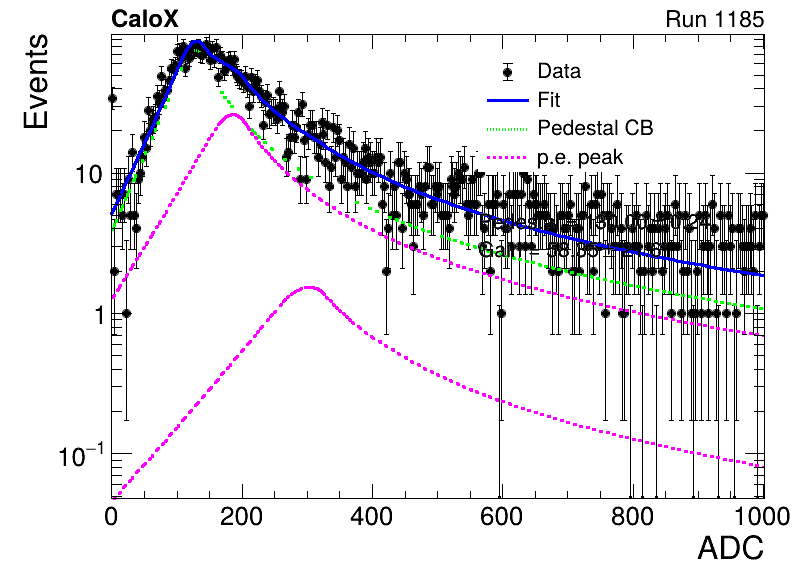 CaloX Run 1185
Events
Data
Fit
Pedestal CB
p.e. peak
10
1
10⁻¹
Gain =
0 200 400 600 800 1000
ADC